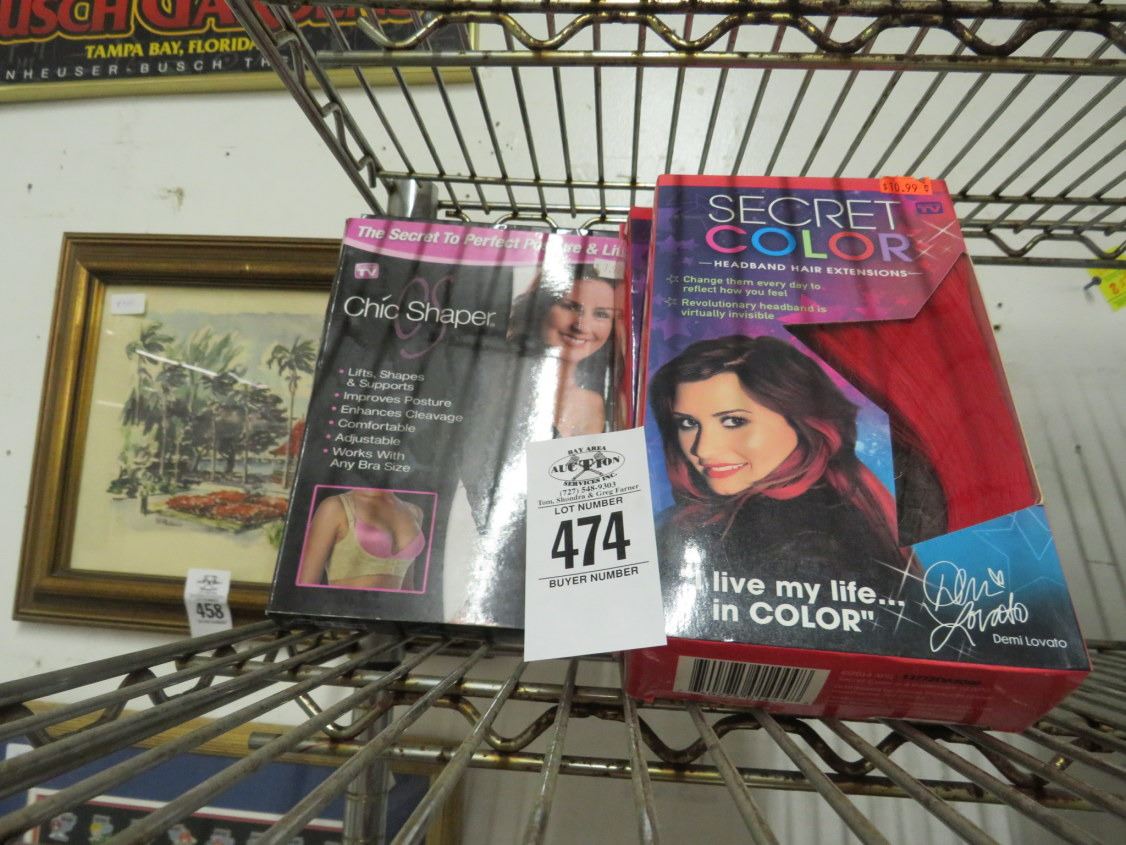 USCH GARDENS
TAMPA BAY, FLORIDA
NHEUSER-BUSCH TH
458
The Secret To Perfect Posture & Lif
TV
Chic Shaper
• Lifts, Shapes
& Supports
• Improves Posture
• Enhances Cleavage
• Comfortable
• Adjustable
• Works With
Any Bra Size
BAY AREA
AUCTION
SERVICES INC.
(727) 548-9303
Tom, Shondra & Greg Farner
LOT NUMBER
474
BUYER NUMBER
$10.99
TV
SECRET
COLOR
HEADBAND HAIR EXTENSIONS
Change them every day to
reflect how you feel
Revolutionary headband is
virtually invisible
"I live my life...
in COLOR"
Demi Lovato
Demi Lovato